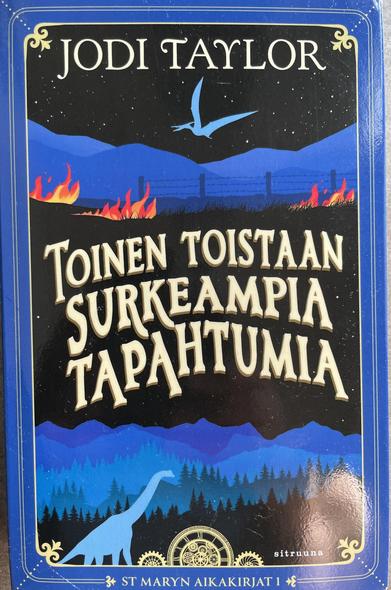 JODI TAYLOR
TOINEN TOISTAAN
SURKEAMPIA
TAPAHTUMIA
sitruuna
ST MARYN AIKAKIRJAT 1